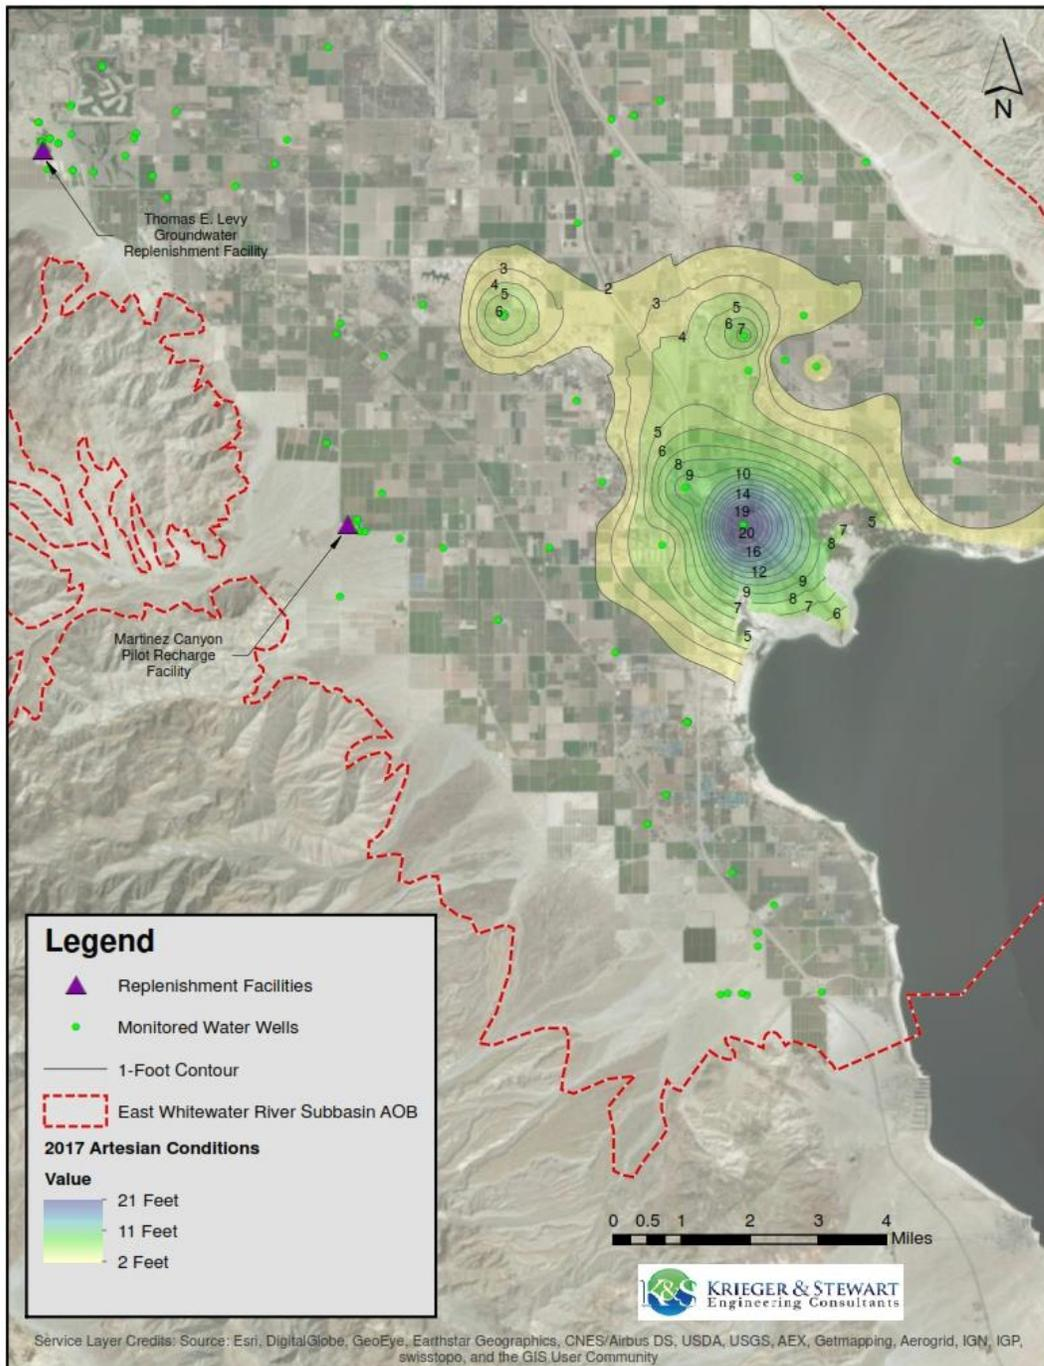 N
Thomas E. Levy
Groundwater
Replenishment Facility
3
4
5
6
2
3
4
5
6
7
5
6
8
9
10
14
19
20
16
12
9
7
5
9
8
7
6
8
7
5
Martinez Canyon
Pilot Recharge
Facility
Legend
Replenishment Facilities
Monitored Water Wells
1-Foot Contour
East Whitewater River Subbasin AOB
2017 Artesian Conditions
Value
21 Feet
11 Feet
2 Feet
0 0.5 1 2 3 4
Miles
K&S KRIEGER & STEWART
Engineering Consultants
Service Layer Credits: Source: Esri, DigitalGlobe, GeoEye, Earthstar Geographics, CNES/Airbus DS, USDA, USGS, AEX, Getmapping, Aerogrid, IGN, IGP,
swisstopo, and the GIS User Community